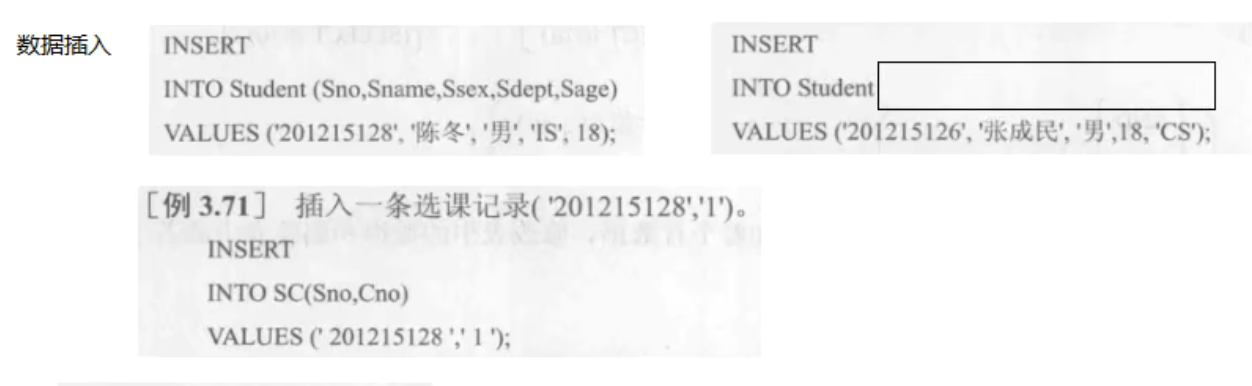 数据插入
INSERT
INTO Student (Sno,Sname,Ssex,Sdept,Sage)
VALUES ('201215128', '陈冬', '男', 'IS', 18);
INSERT
INTO Student
VALUES ('201215126', '张成民', '男',18, 'CS');
［例 3.71］ 插入一条选课记录( '201215128','1')。
INSERT
INTO SC(Sno,Cno)
VALUES (' 201215128 ',' 1 ');